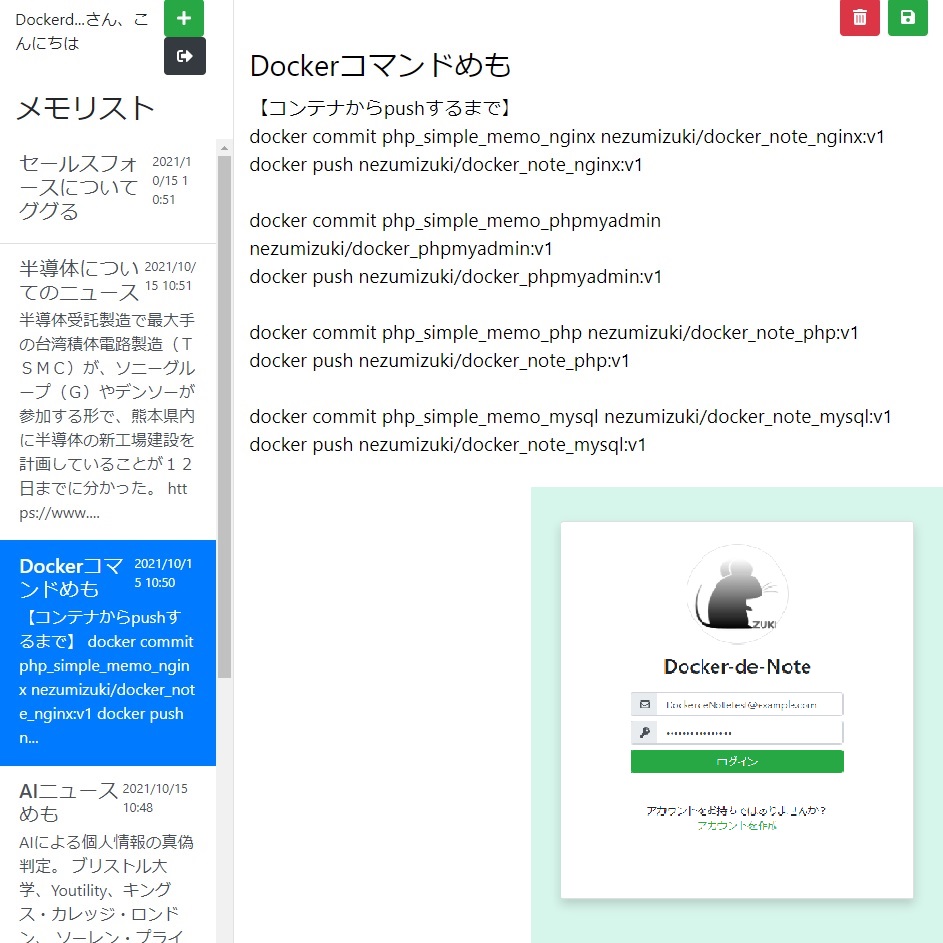 Dockerd...さん、こ
んにちは
メモリスト
セールスフォ
ースについて
ググる
2021/1
0/15 1
0:51
半導体につい
てのニュース
2021/10/
15 10:51
半導体受託製造で最大手
の台湾積体電路製造（Ｔ
ＳＭＣ）が、ソニーグル
ープ（Ｇ）やデンソーが
参加する形で、熊本県内
に半導体の新工場建設を
計画していることが１２
日までに分かった。 htt
ps://www....
Dockerコマ
ンドめも
2021/10/1
5 10:50
【コンテナからpushす
るまで】 docker commit
php_simple_memo_ngin
x nezumizuki/docker_not
e_nginx:v1 docker push
n...
AIニュース
めも
2021/10/15
10:48
AIによる個人情報の真偽
判定。 ブリストル大
学、Youtility、キング
ス・カレッジ・ロンド
ン、 ソーレン・プライ
Dockerコマンドめも
【コンテナからpushするまで】
docker commit php_simple_memo_nginx nezumizuki/docker_note_nginx:v1
docker push nezumizuki/docker_note_nginx:v1
docker commit php_simple_memo_phpmyadmin
nezumizuki/docker_phpmyadmin:v1
docker push nezumizuki/docker_phpmyadmin:v1
docker commit php_simple_memo_php nezumizuki/docker_note_php:v1
docker push nezumizuki/docker_note_php:v1
docker commit php_simple_memo_mysql nezumizuki/docker_note_mysql:v1
docker push nezumizuki/docker_note_mysql:v1
ZUKI
Docker-de-Note
ログイン
アカウントをお持ちではありませんか？
アカウントを作成